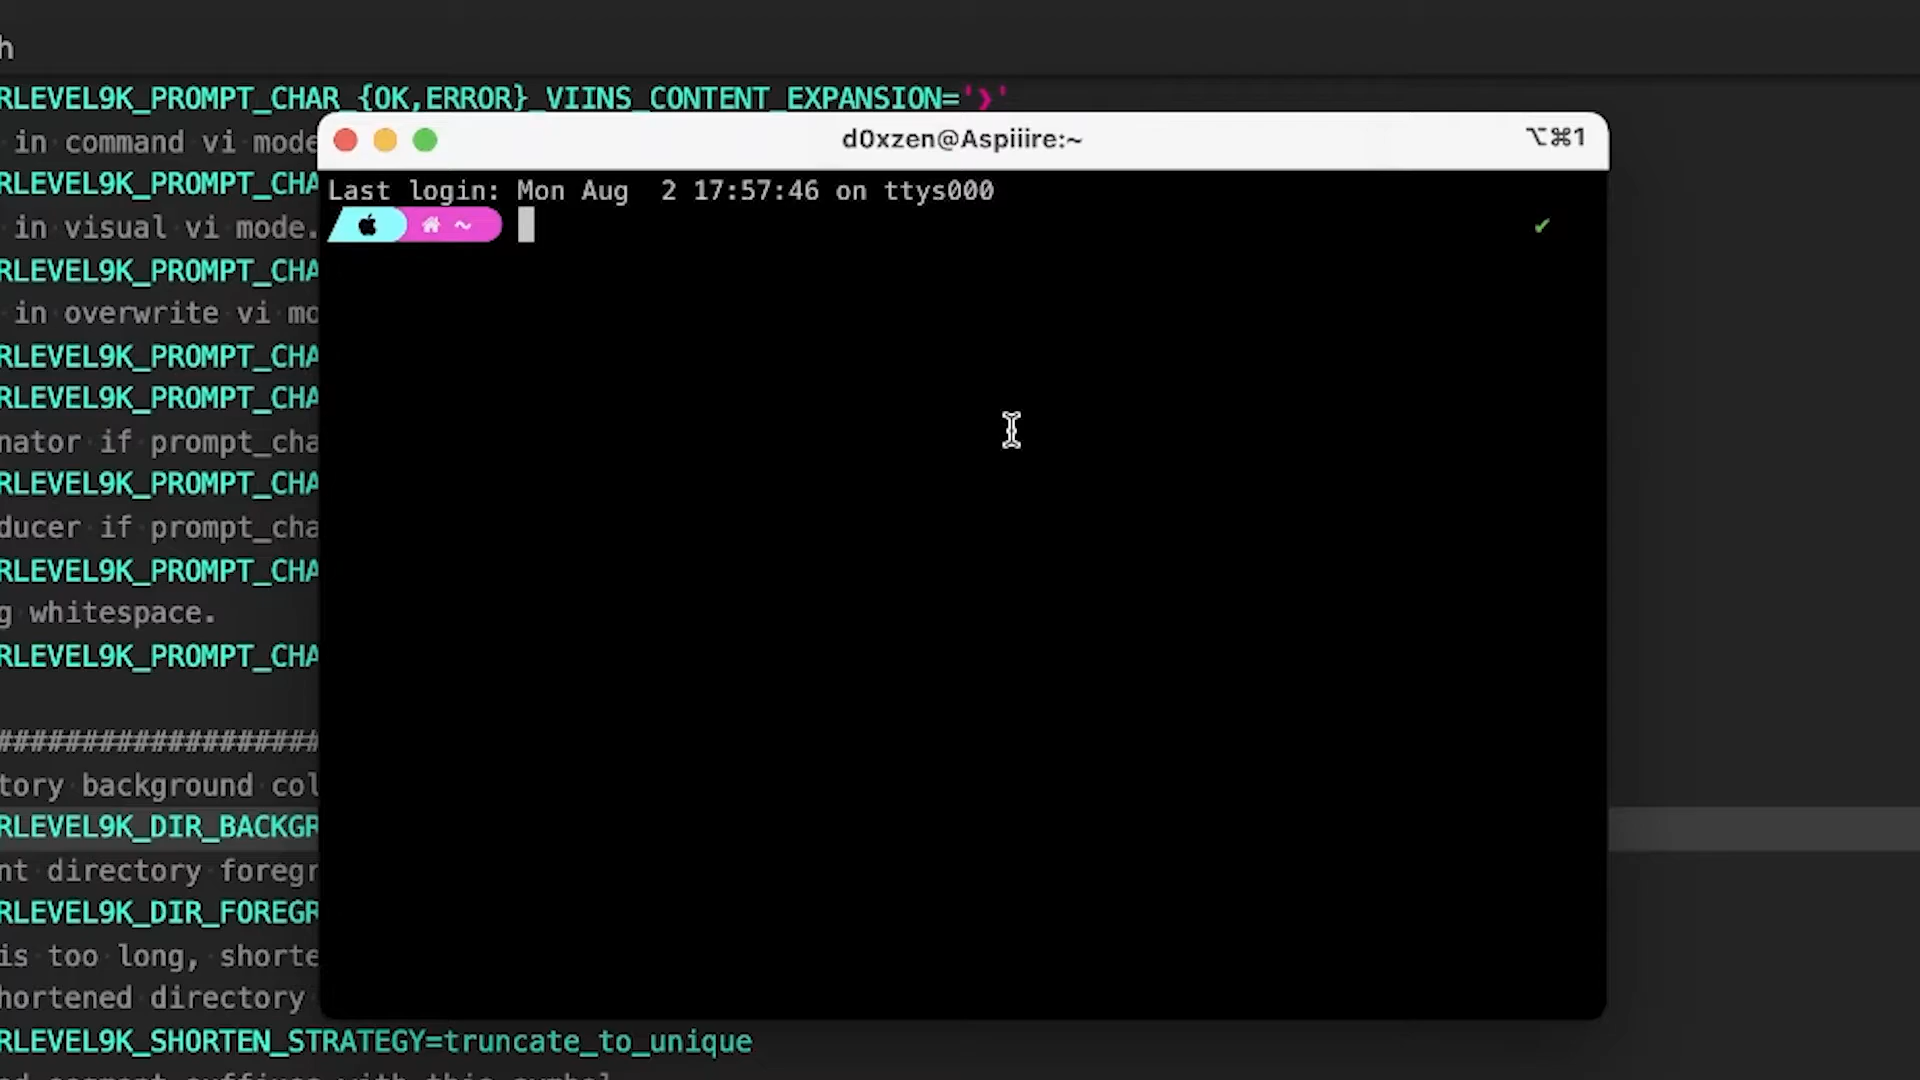 h
RLEVEL9K_PROMPT_CHAR_{OK,ERROR}_VIINS_CONTENT_EXPANSION='❯'
in command vi mode
RLEVEL9K_PROMPT_CHA
in visual vi mode.
RLEVEL9K_PROMPT_CHA
in overwrite vi mo
RLEVEL9K_PROMPT_CHA
RLEVEL9K_PROMPT_CHA
nator if prompt_cha
RLEVEL9K_PROMPT_CHA
ducer if prompt_cha
RLEVEL9K_PROMPT_CHA
g whitespace.
RLEVEL9K_PROMPT_CHA
###################
tory background col
RLEVEL9K_DIR_BACKGR
nt directory foregr
RLEVEL9K_DIR_FOREGR
is too long, shorte
hortened directory
RLEVEL9K_SHORTEN_STRATEGY=truncate_to_unique
d0xzen@Aspiiire:~
⌥⌘1
Last login: Mon Aug  2 17:57:46 on ttys000
~
✔